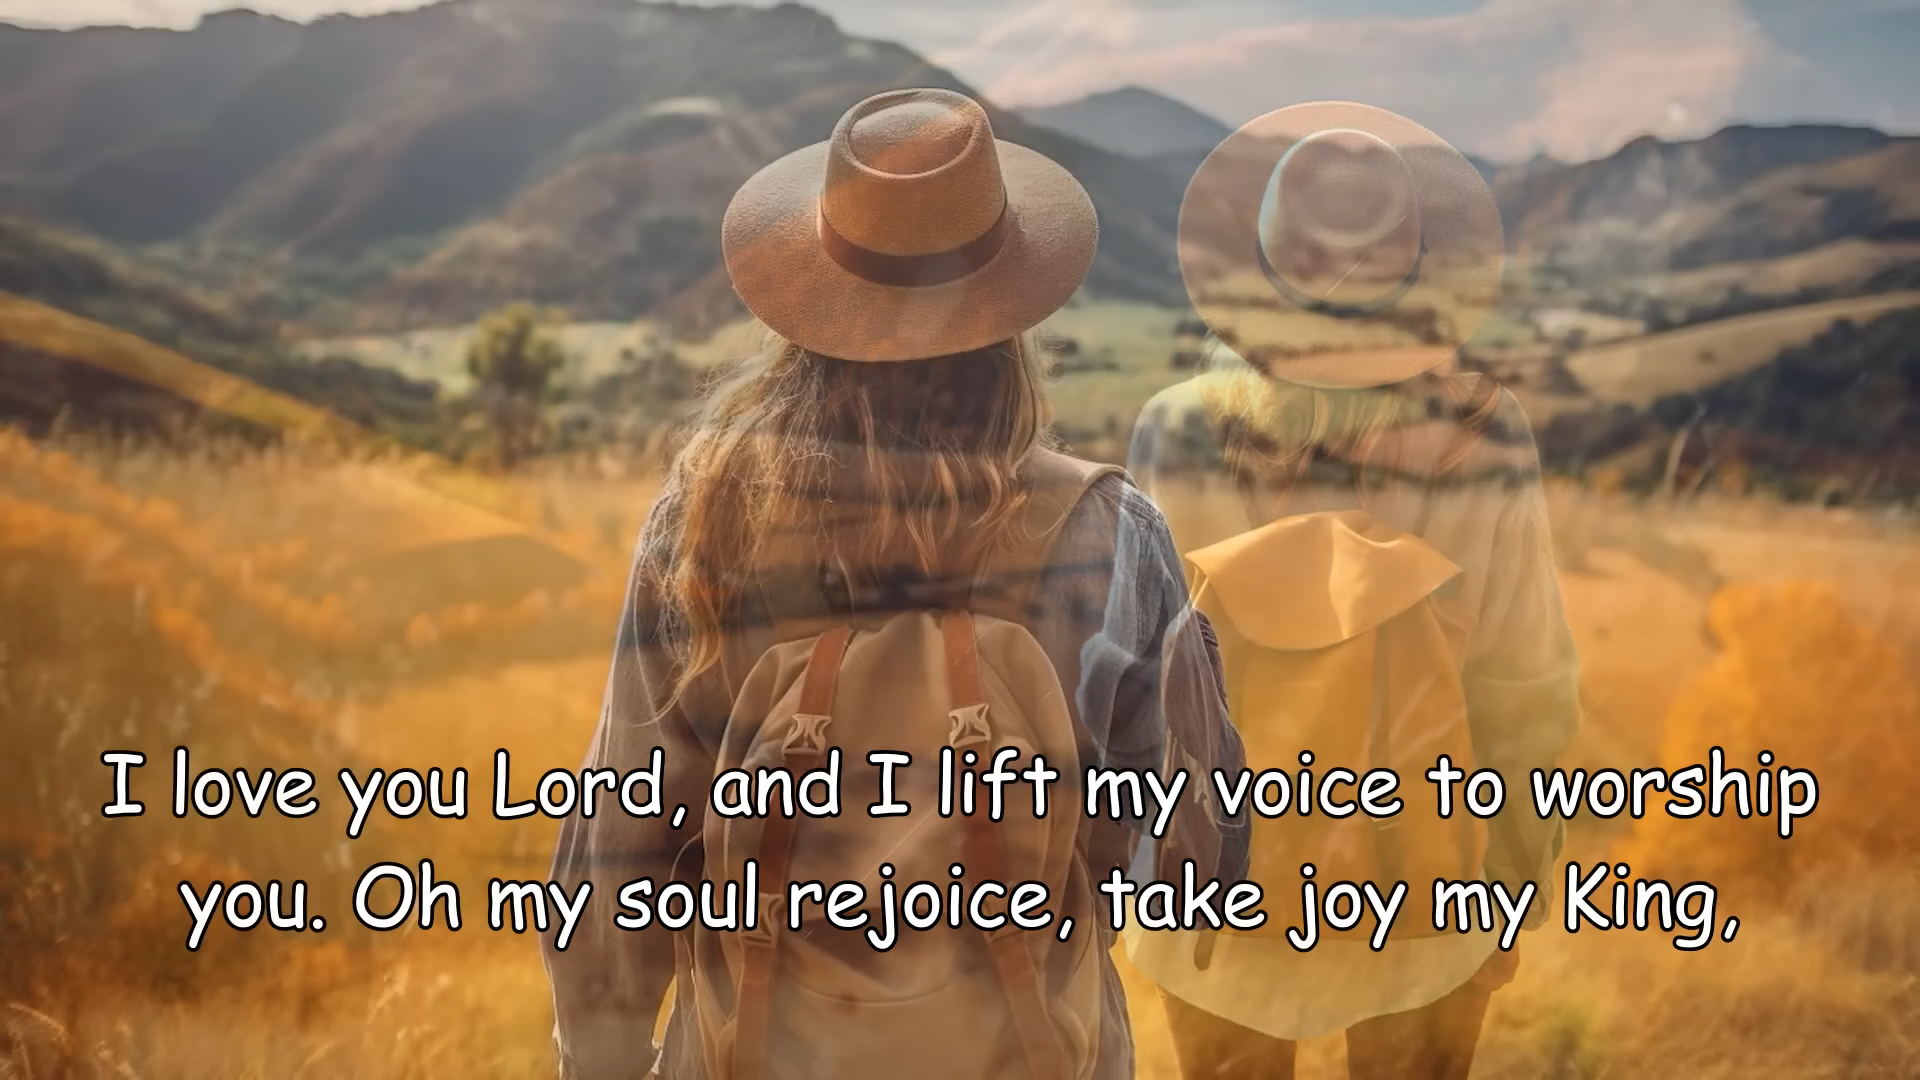 I love you Lord, and I lift my voice to worship
you. Oh my soul rejoice, take joy my King,